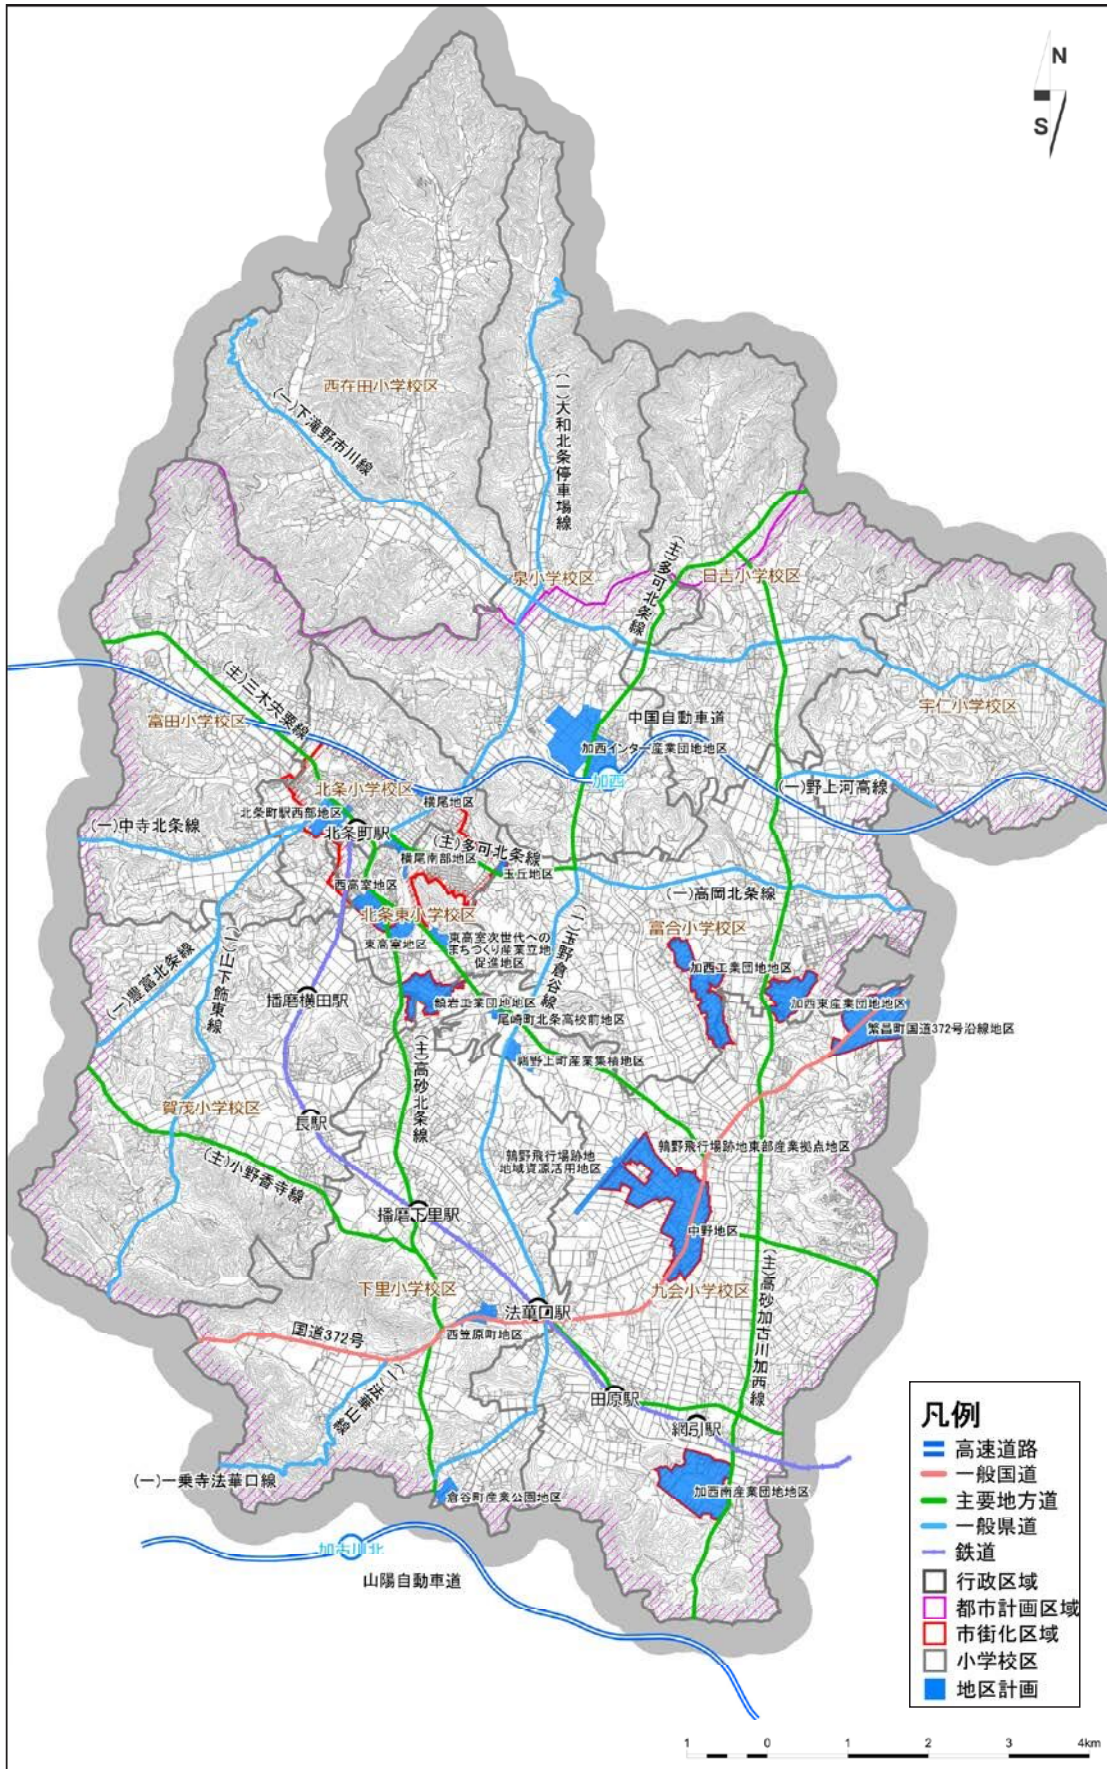 N
S
西在田小学校区
(一)下滝野市川線
(一)大和北条停車場線
泉小学校区
(主)多可北条線
日吉小学校区
宇仁小学校区
(主)三木宍粟線
富田小学校区
中国自動車道
加西インター産業団地地区
加西
(一)野上河高線
北条小学校区
横尾地区
北条町駅西部地区
(一)中寺北条線
北条町駅
(主)多可北条線
横尾南部地区
玉丘地区
西高室地区
(一)高岡北条線
北条東小学校区
富合小学校区
東高室地区
東高室次世代への
まちづくり産業立地
促進地区
(一)玉野倉谷線
(一)豊富北条線
(一)下飾東線
加西工業団地地区
播磨横田駅
鎮岩工業団地地区
加西東産業団地地区
尾崎町北条高校前地区
繁昌町国道372号沿線地区
鶉野上町産業集積地区
(主)高砂北条線
賀茂小学校区
長駅
(主)小野香寺線
鶉野飛行場跡地東部産業拠点地区
鶉野飛行場跡地
地域資源活用地区
播磨下里駅
中野地区
(主)高砂加古川加西線
下里小学校区
九会小学校区
法華口駅
国道372号
西笠原町地区
(一)法華山線
田原駅
網引駅
(一)一乗寺法華口線
倉谷町産業公園地区
加西南産業団地地区
加古川北
山陽自動車道
凡例
高速道路
一般国道
主要地方道
一般県道
鉄道
行政区域
都市計画区域
市街化区域
小学校区
地区計画
1 0 1 2 3 4km